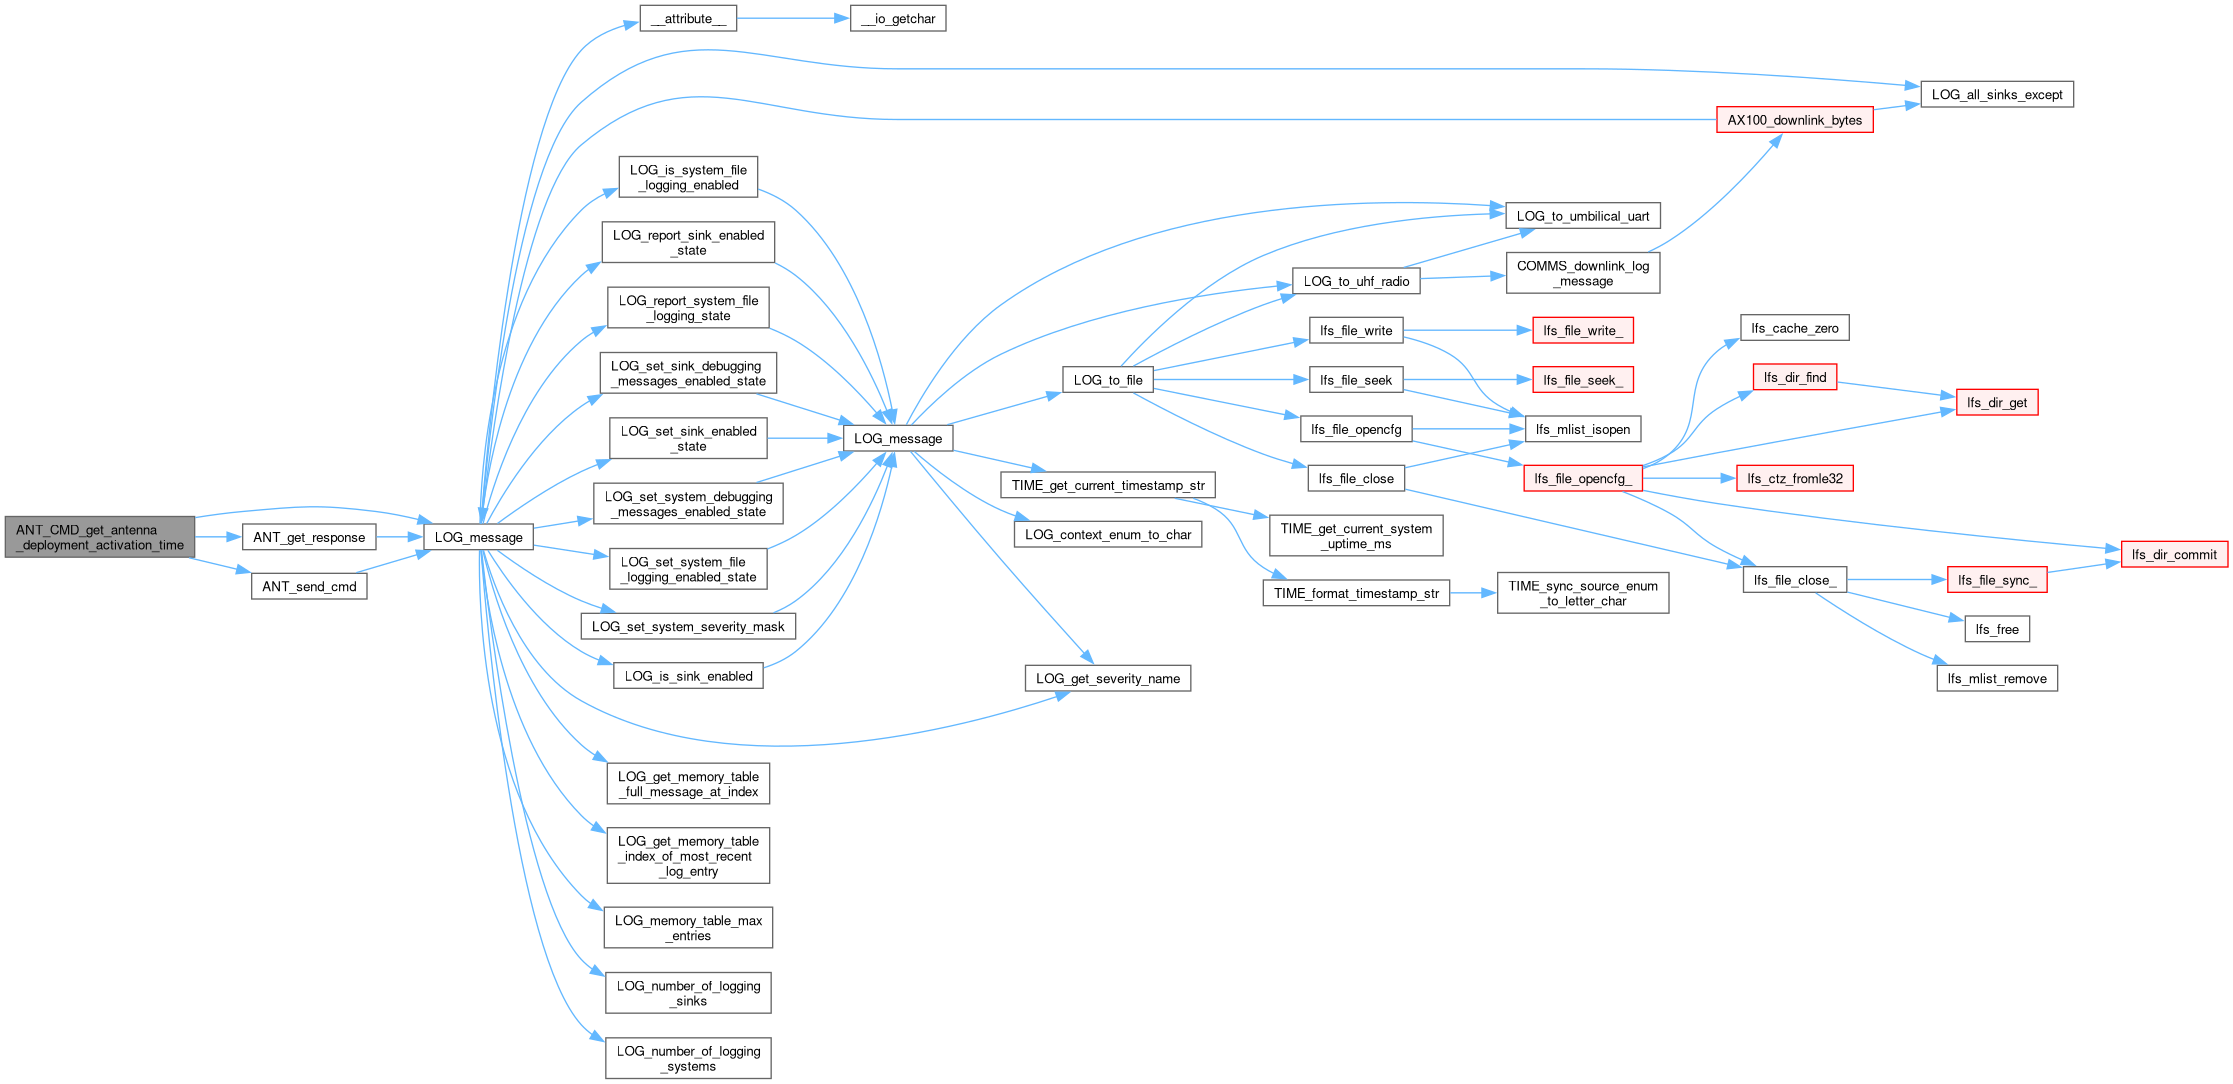 ANT_CMD_get_antenna
_deployment_activation_time
ANT_get_response
ANT_send_cmd
LOG_message
__attribute__
__io_getchar
LOG_all_sinks_except
AX100_downlink_bytes
LOG_is_system_file
_logging_enabled
LOG_report_sink_enabled
_state
LOG_report_system_file
_logging_state
LOG_set_sink_debugging
_messages_enabled_state
LOG_set_sink_enabled
_state
LOG_set_system_debugging
_messages_enabled_state
LOG_set_system_file
_logging_enabled_state
LOG_set_system_severity_mask
LOG_is_sink_enabled
LOG_get_memory_table
_full_message_at_index
LOG_get_memory_table
_index_of_most_recent
_log_entry
LOG_memory_table_max
_entries
LOG_number_of_logging
_sinks
LOG_number_of_logging
_systems
LOG_message
LOG_to_file
TIME_get_current_timestamp_str
LOG_context_enum_to_char
LOG_get_severity_name
LOG_to_umbilical_uart
LOG_to_uhf_radio
COMMS_downlink_log
_message
lfs_file_write
lfs_file_write_
lfs_file_seek
lfs_file_seek_
lfs_file_opencfg
lfs_mlist_isopen
lfs_file_close
lfs_file_opencfg_
TIME_get_current_system
_uptime_ms
TIME_format_timestamp_str
TIME_sync_source_enum
_to_letter_char
lfs_cache_zero
lfs_dir_find
lfs_dir_get
lfs_ctz_fromle32
lfs_dir_commit
lfs_file_close_
lfs_file_sync_
lfs_free
lfs_mlist_remove